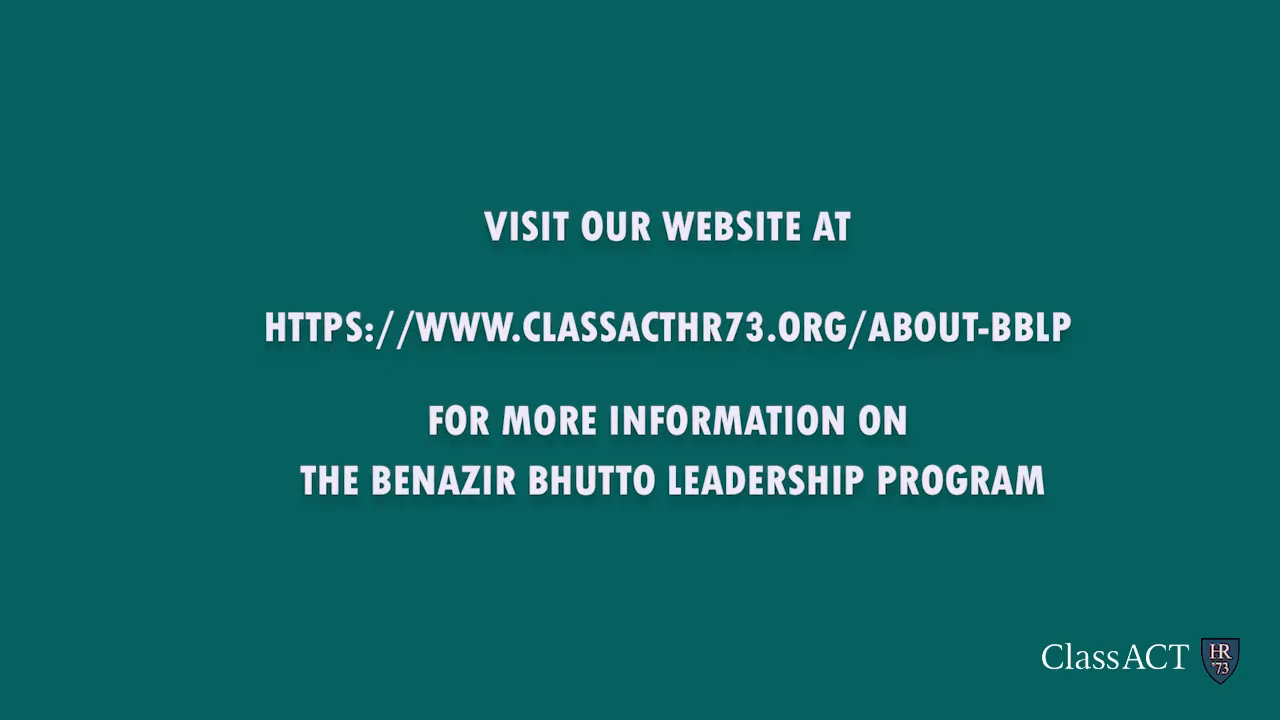 VISIT OUR WEBSITE AT
HTTPS://WWW.CLASSACTHR73.ORG/ABOUT-BBLP
FOR MORE INFORMATION ON
THE BENAZIR BHUTTO LEADERSHIP PROGRAM
ClassACT
HR
'73